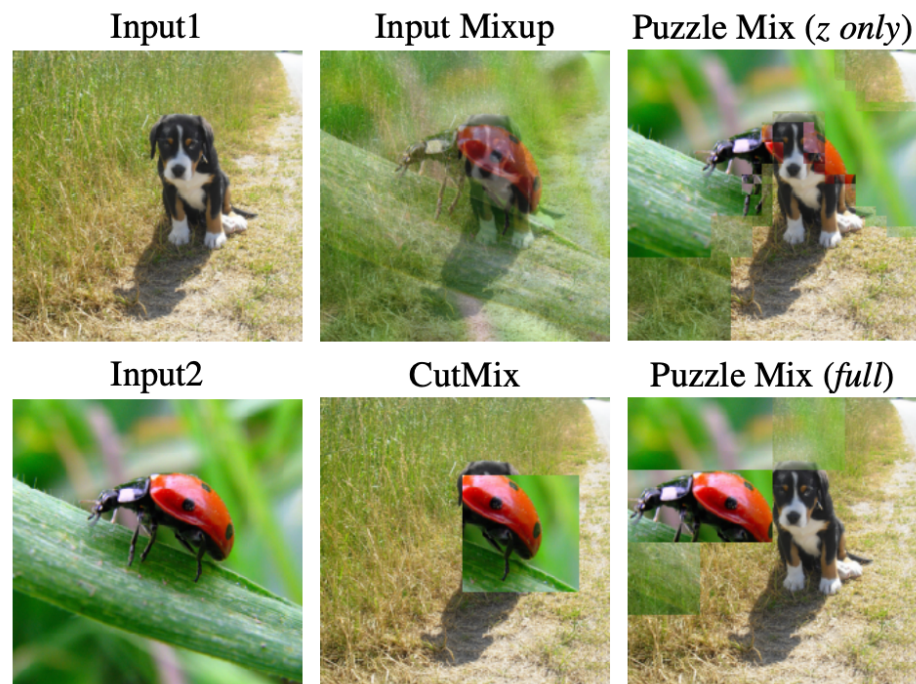 Input1
Input Mixup
Puzzle Mix (z only)
Input2
CutMix
Puzzle Mix (full)